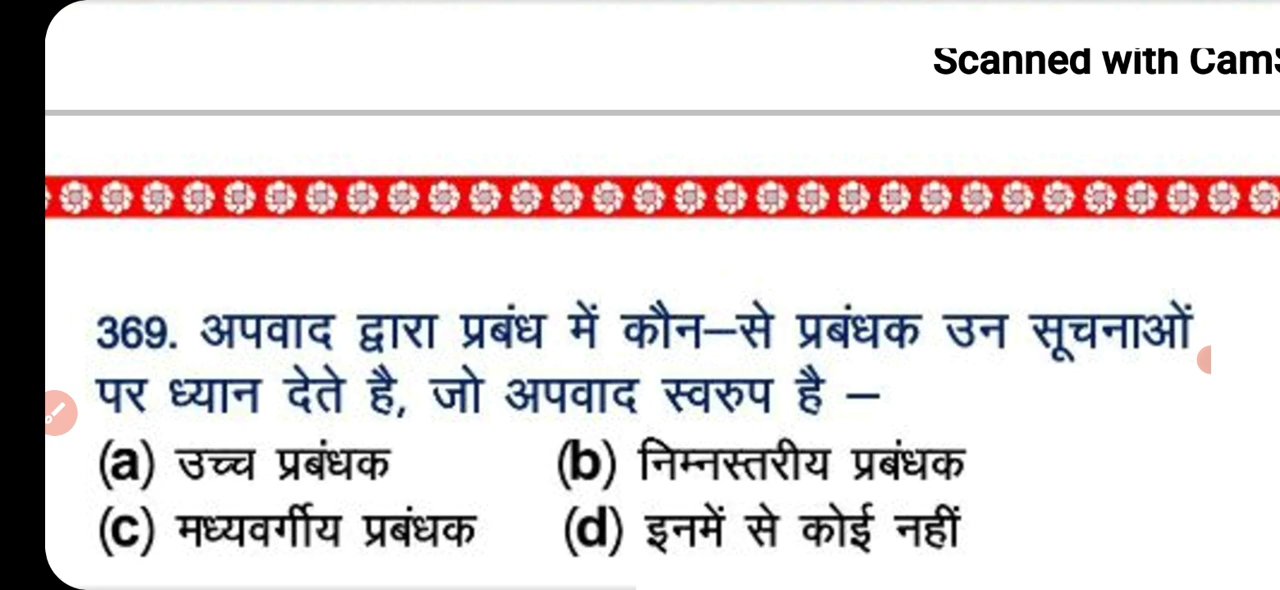 Scanned with Cam
369. अपवाद द्वारा प्रबंध में कौन–से प्रबंधक उन सूचनाओं
पर ध्यान देते है, जो अपवाद स्वरुप है –
(a) उच्च प्रबंधक (b) निम्नस्तरीय प्रबंधक
(c) मध्यवर्गीय प्रबंधक (d) इनमें से कोई नहीं